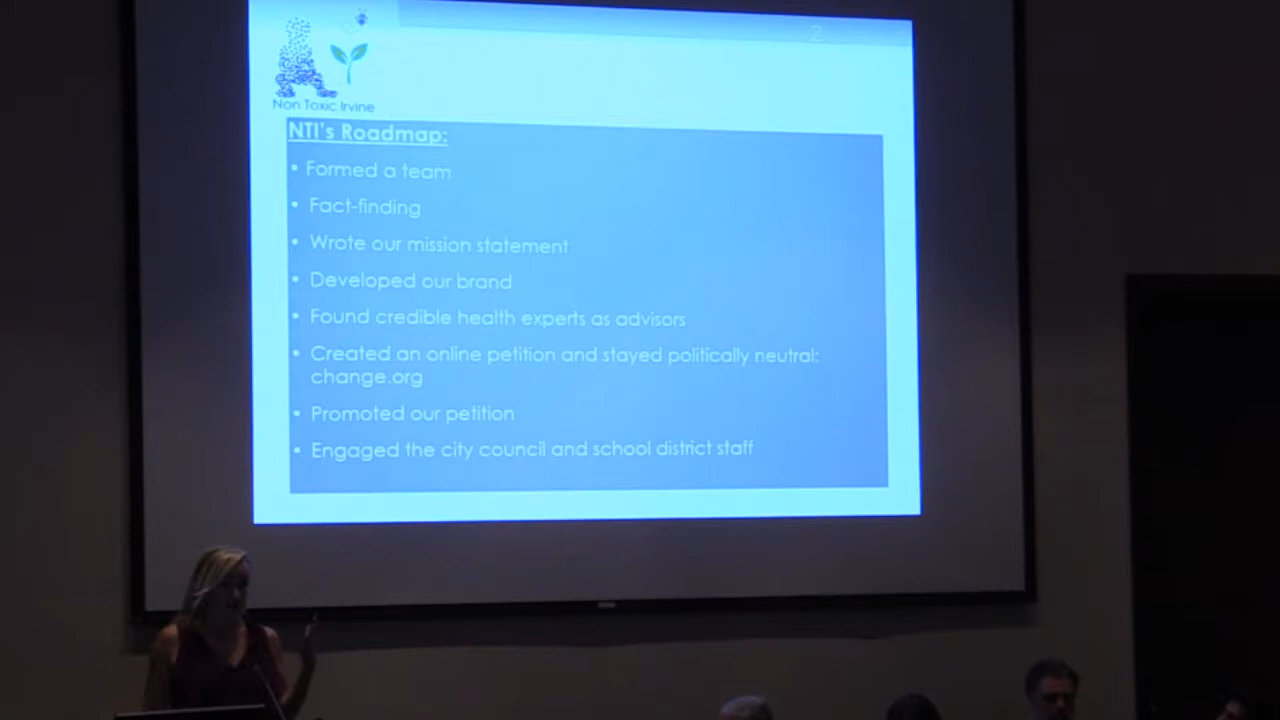 2
Non Toxic Irvine
NTI's Roadmap:
• Formed a team
• Fact-finding
• Wrote our mission statement
• Developed our brand
• Found credible health experts as advisors
• Created an online petition and stayed politically neutral:
change.org
• Promoted our petition
• Engaged the city council and school district staff